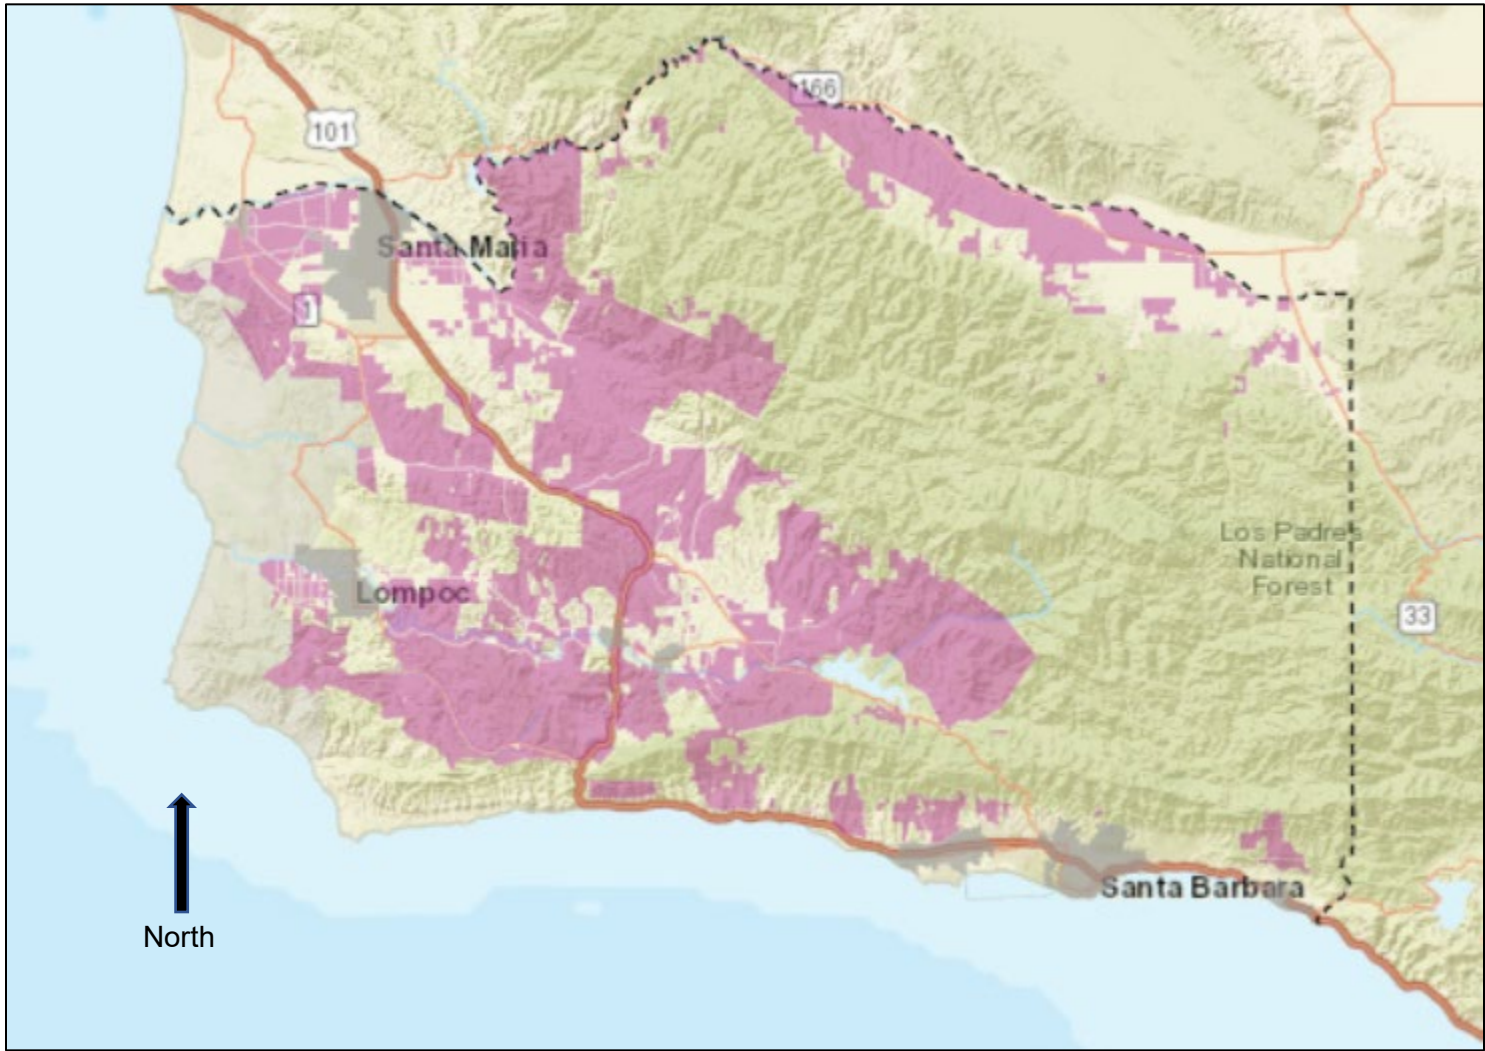 166
101
Santa Maria
1
Los Padres
National
Forest
Lompoc
33
Santa Barbara
North